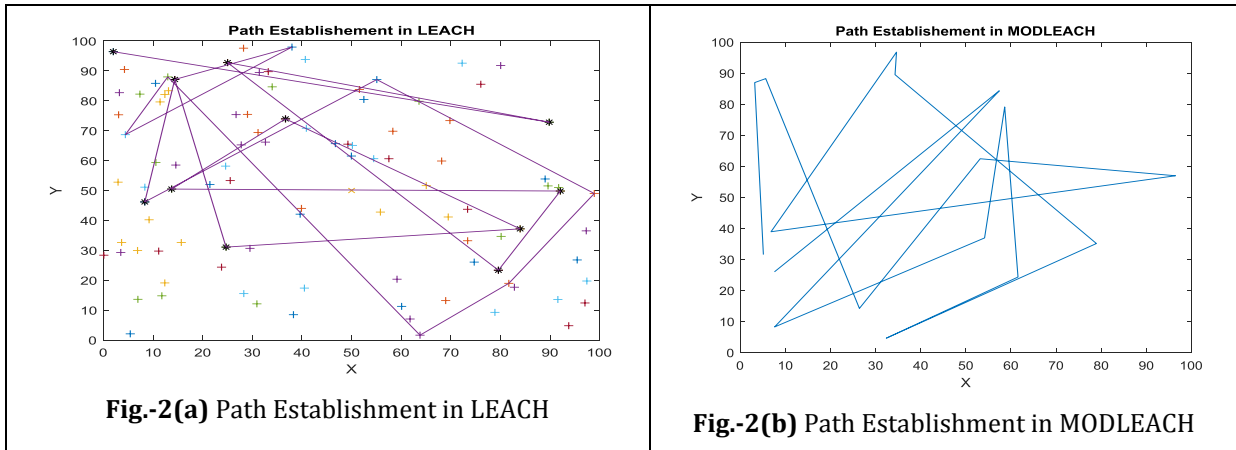 Path Establishement in LEACH
100
90
80
70
60
50
40
30
20
10
0
Y
0 10 20 30 40 50 60 70 80 90 100
X
Fig.-2(a) Path Establishment in LEACH
Path Establishement in MODLEACH
100
90
80
70
60
50
40
30
20
10
0
Y
0 10 20 30 40 50 60 70 80 90 100
X
Fig.-2(b) Path Establishment in MODLEACH